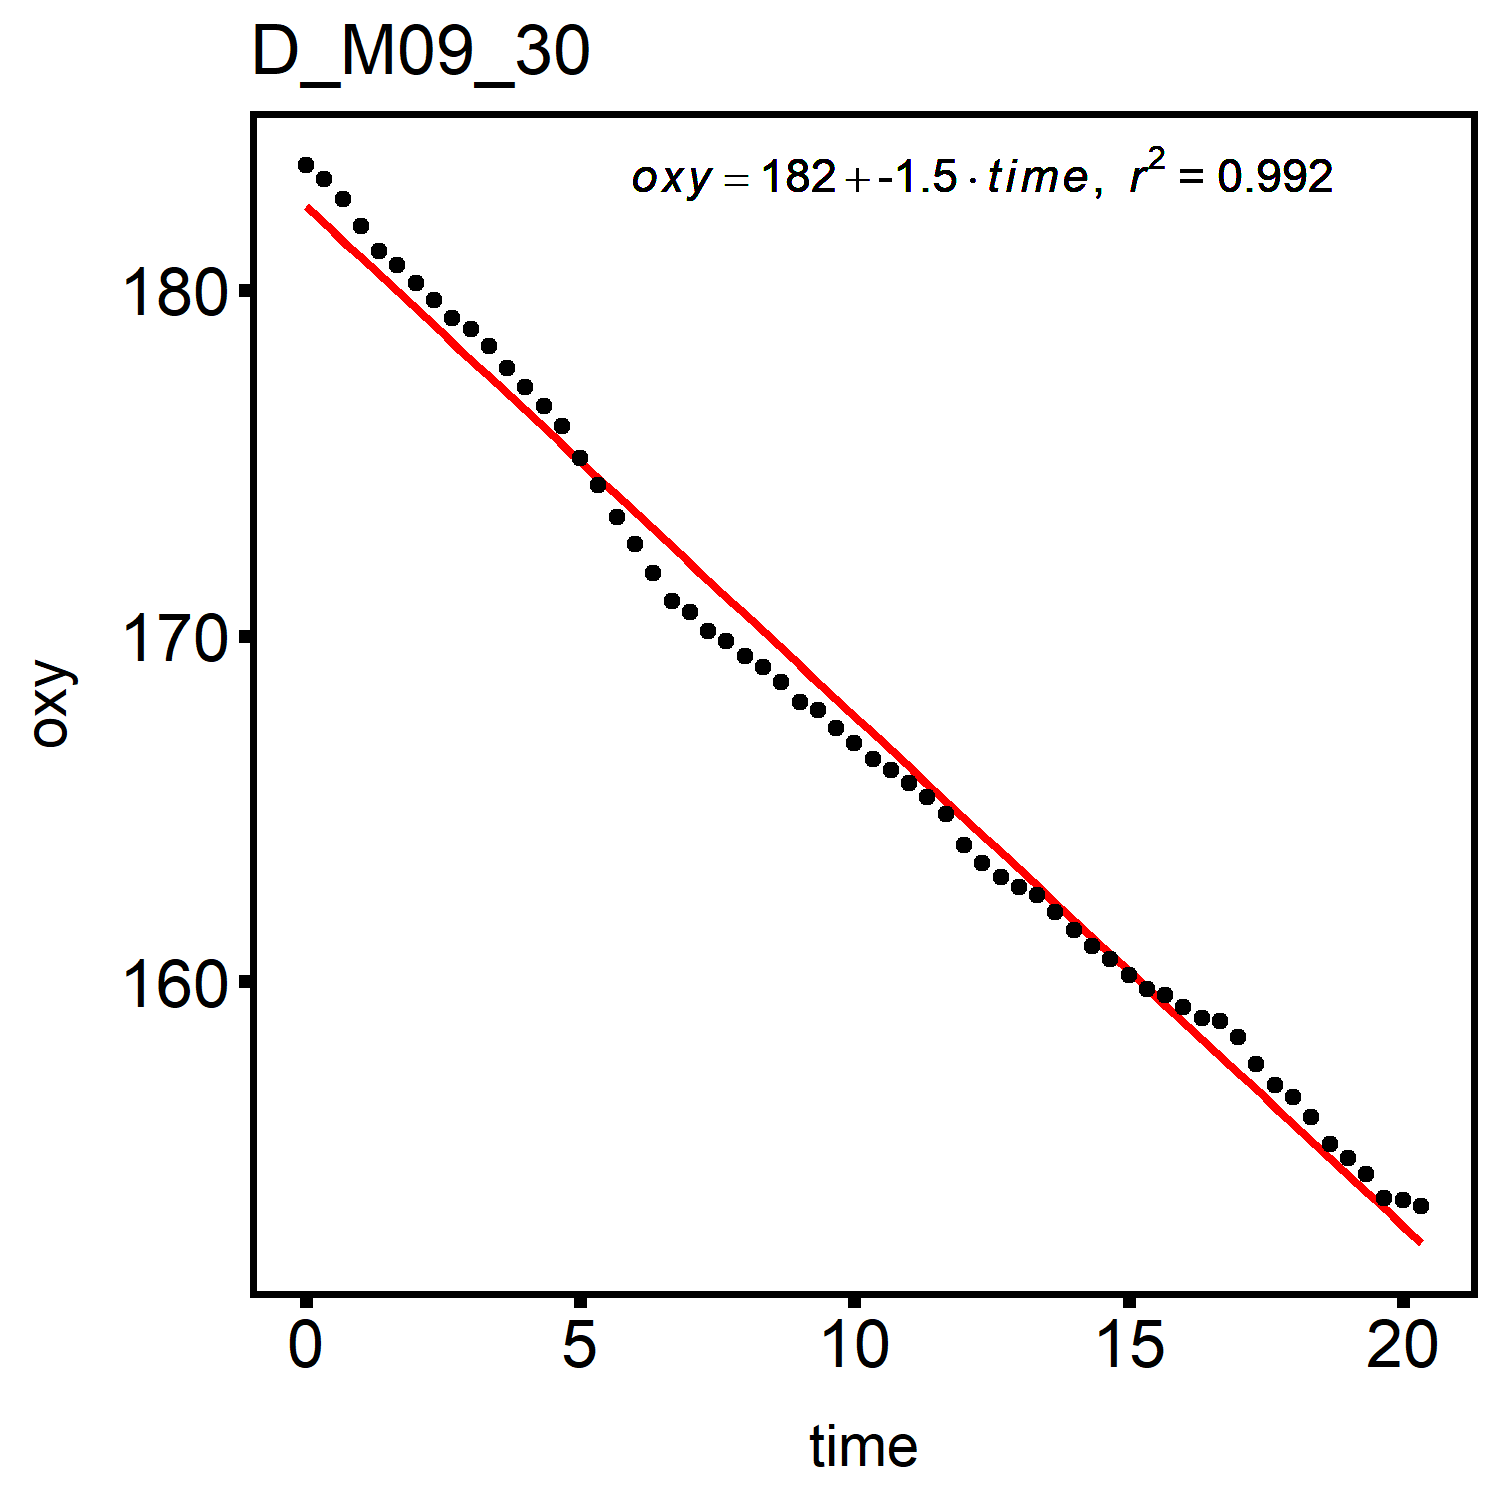 D_M09_30
oxy = 182 + -1.5 · time, r² = 0.992
180
170
160
oxy
0 5 10 15 20
time